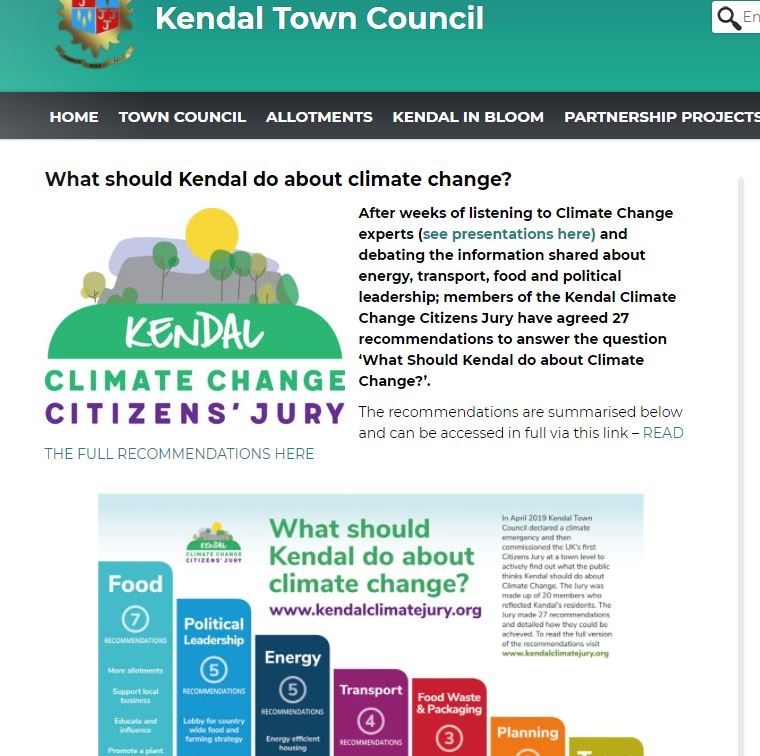 Kendal Town Council
En
HOME TOWN COUNCIL ALLOTMENTS KENDAL IN BLOOM PARTNERSHIP PROJECTS
What should Kendal do about climate change?
KENDAL
CLIMATE CHANGE
CITIZENS' JURY
After weeks of listening to Climate Change
experts (see presentations here) and
debating the information shared about
energy, transport, food and political
leadership; members of the Kendal Climate
Change Citizens Jury have agreed 27
recommendations to answer the question
‘What Should Kendal do about Climate
Change?’.
The recommendations are summarised below
and can be accessed in full via this link – READ
THE FULL RECOMMENDATIONS HERE
KENDAL
CLIMATE CHANGE
CITIZENS' JURY
What should
Kendal do about
climate change?
www.kendalclimatejury.org
In April 2019 Kendal Town
Council declared a climate
emergency and then
commissioned the UK's first
Citizens Jury at a town level to
actively find out what the public
thinks Kendal should do about
Climate Change. The Jury was
made up of 20 members who
reflected Kendal's residents. The
Jury made 27 recommendations
and detailed how they could be
achieved. To read the full version
of the recommendations visit
www.kendalclimatejury.org
Food
7
RECOMMENDATIONS
More allotments
Support local
business
Educate and
influence
Promote a plant
Political
Leadership
5
RECOMMENDATIONS
Lobby for country
wide food and
farming strategy
Energy
5
RECOMMENDATIONS
Energy efficient
housing
Transport
4
RECOMMENDATIONS
Food Waste
& Packaging
3
Planning